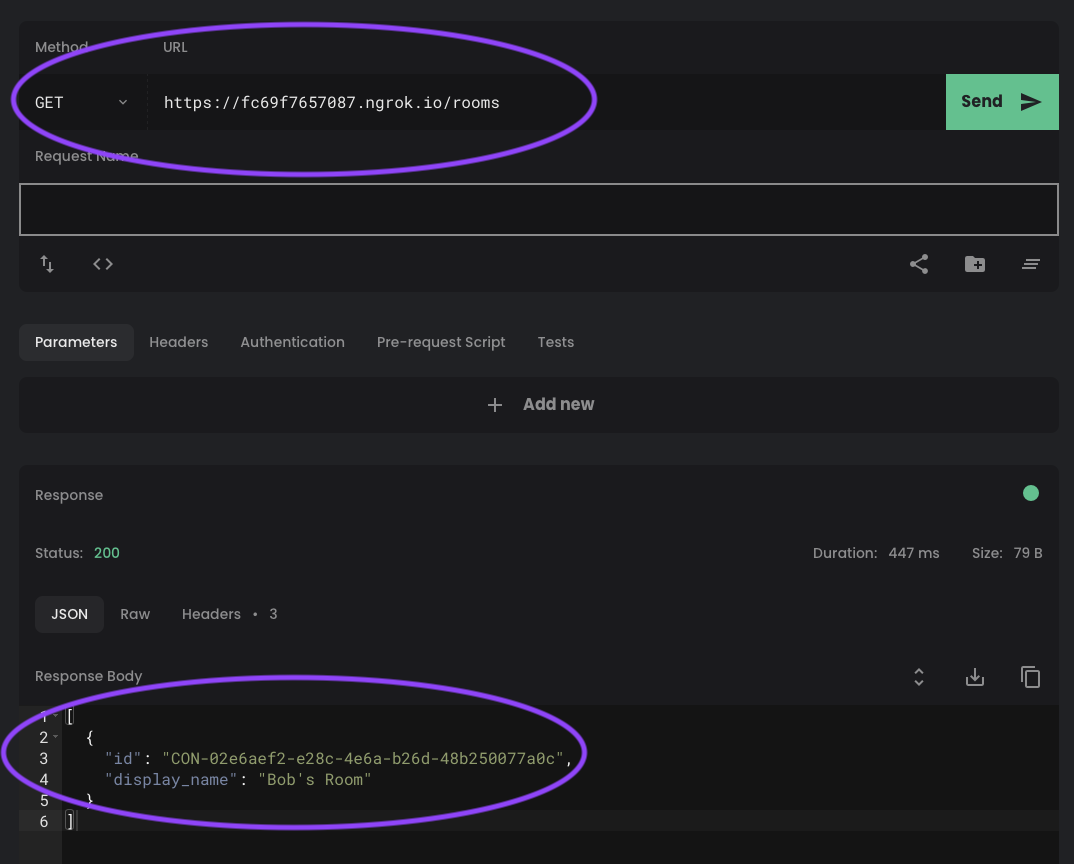 Method URL
GET https://fc69f7657087.ngrok.io/rooms Send
Request Name
Parameters Headers Authentication Pre-request Script Tests
Add new
Response
Status: 200 Duration: 447 ms Size: 79 B
JSON Raw Headers • 3
Response Body
1 [
2 {
3 "id": "CON-02e6aef2-e28c-4e6a-b26d-48b250077a0c",
4 "display_name": "Bob's Room"
5 }
6 ]